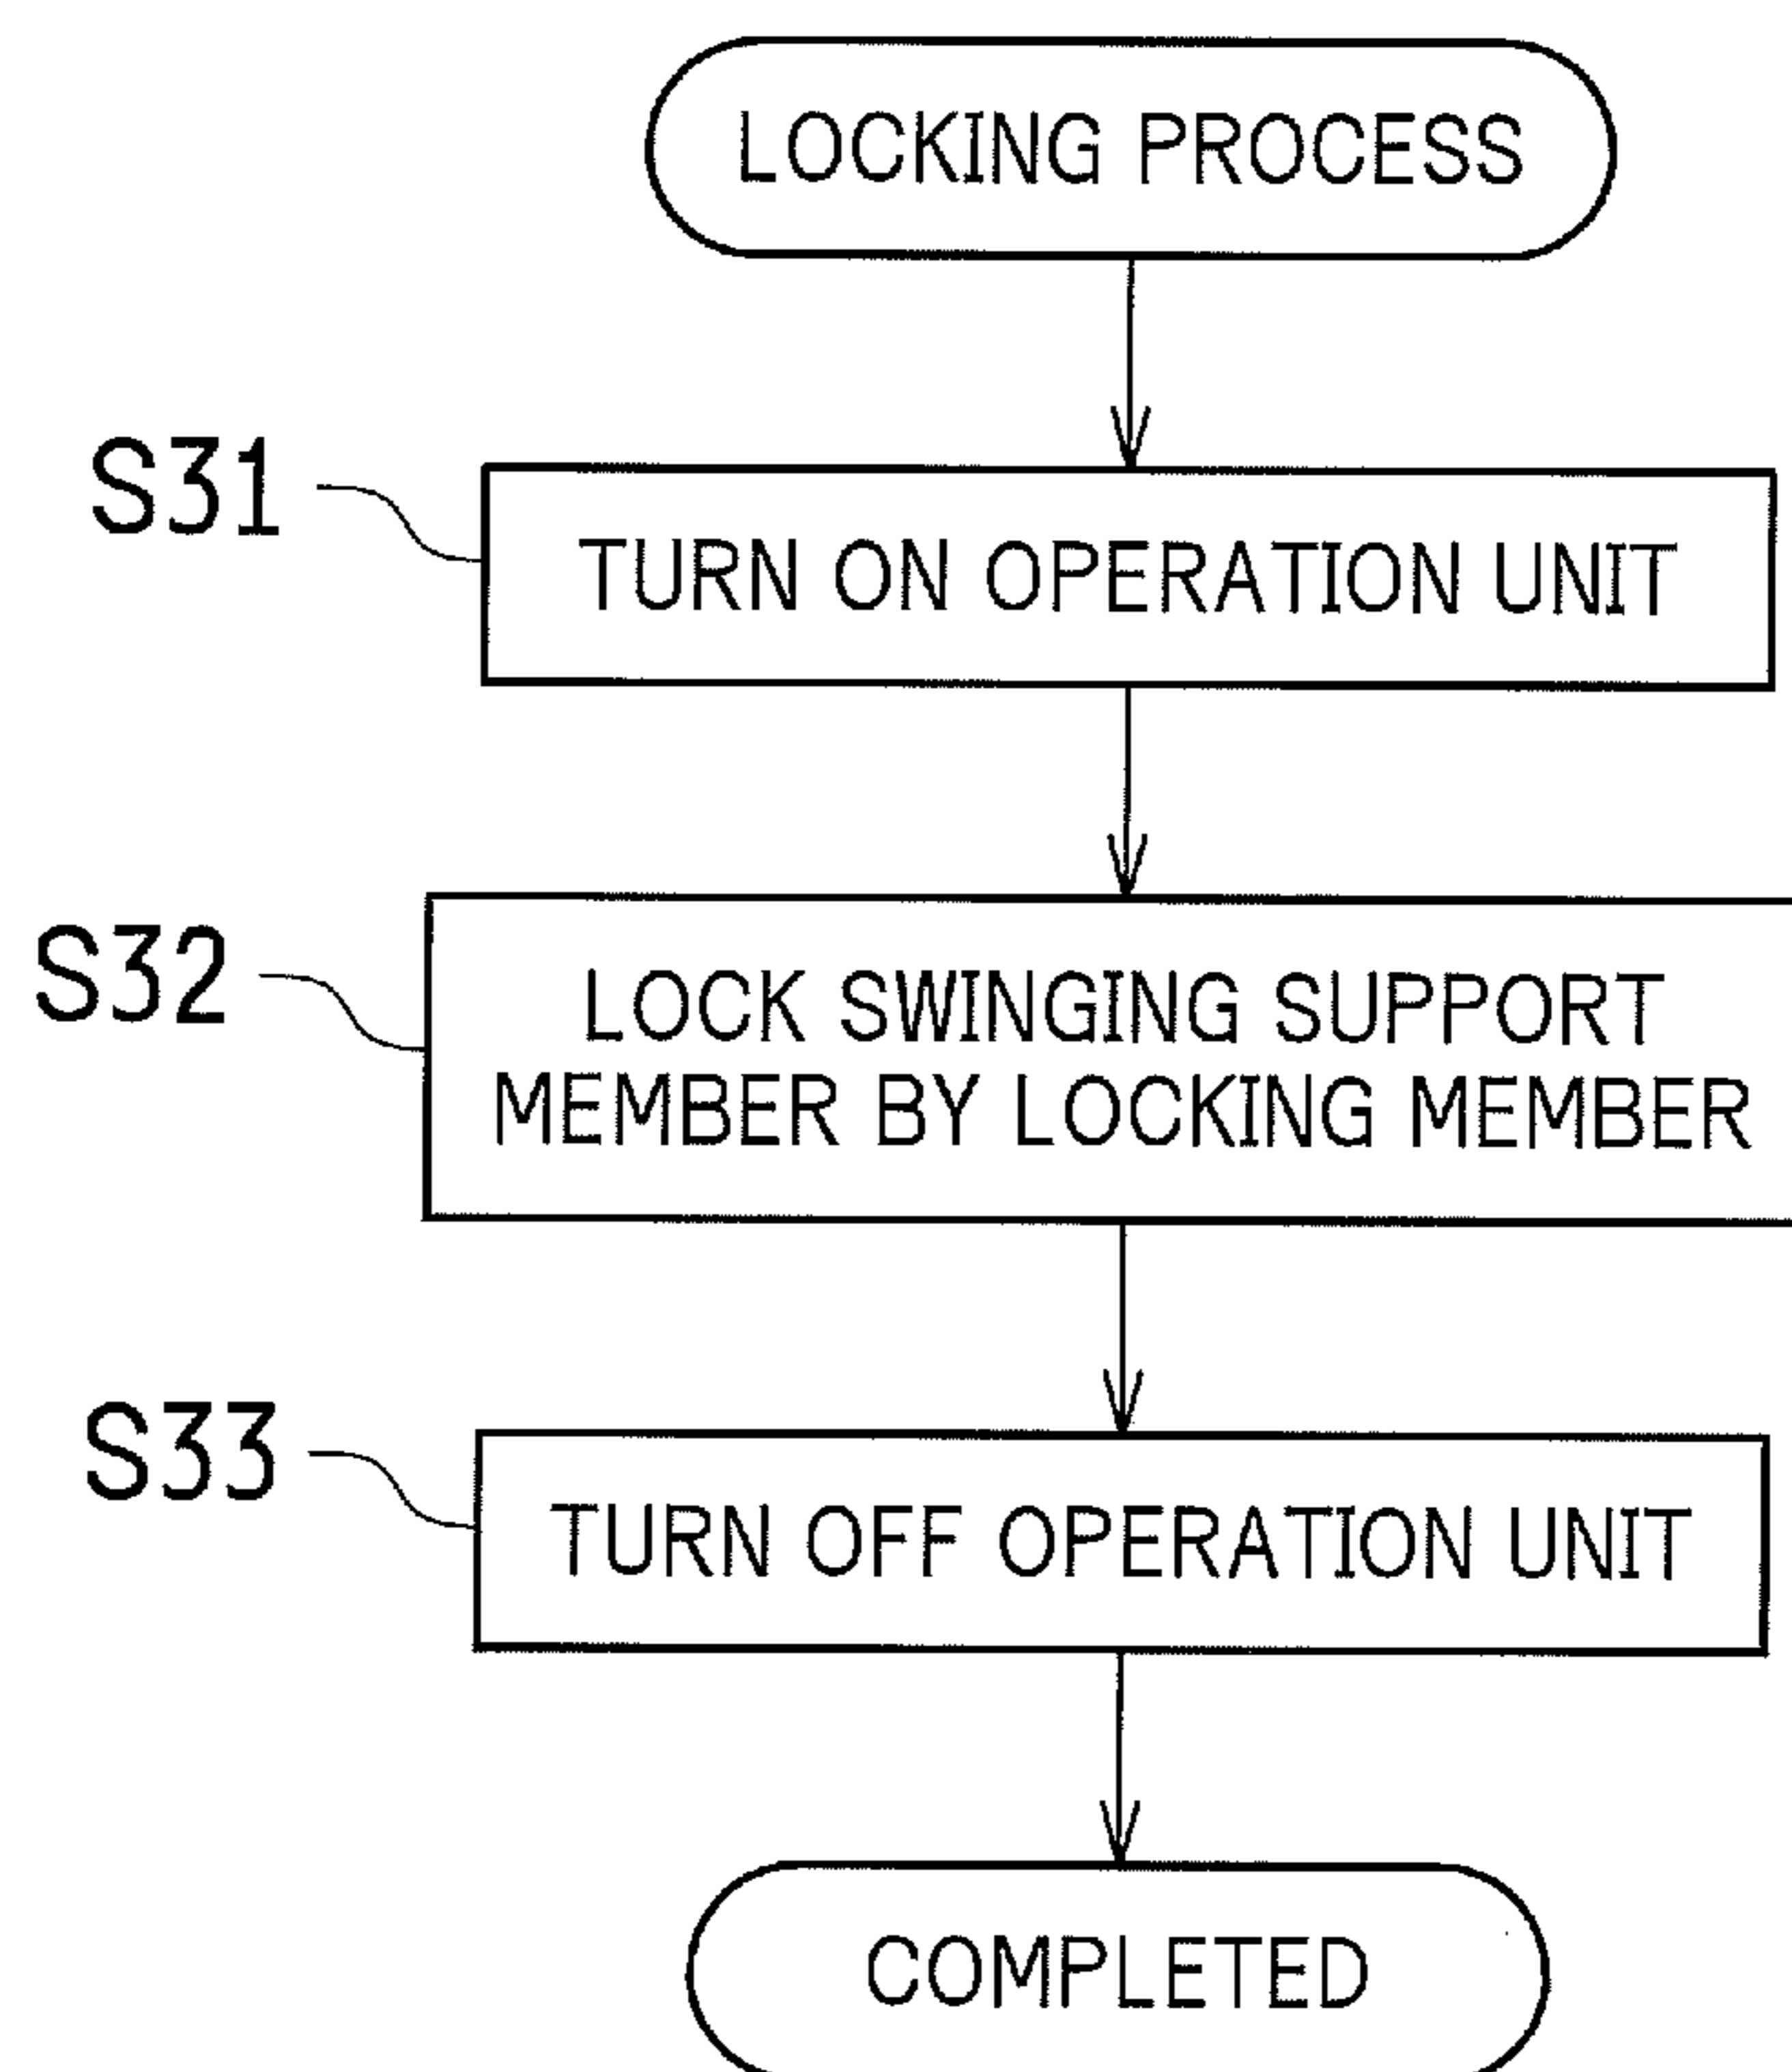 LOCKING PROCESS
S31
TURN ON OPERATION UNIT
S32
LOCK SWINGING SUPPORT
MEMBER BY LOCKING MEMBER
S33
TURN OFF OPERATION UNIT
COMPLETED